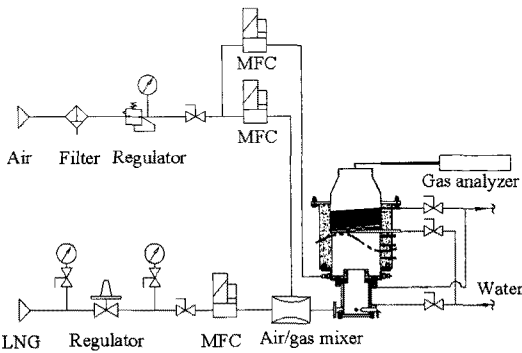 MFC
MFC
Air Filter Regulator
Gas analyzer
Water
LNG Regulator MFC Air/gas mixer